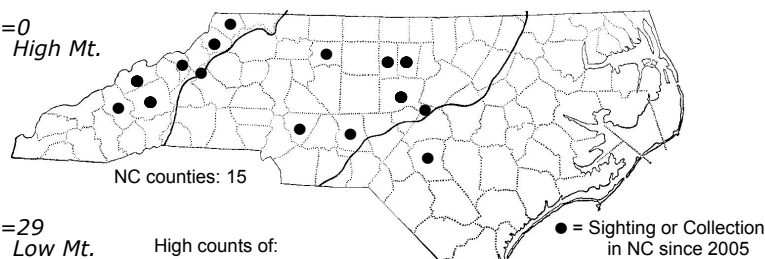 =0
High Mt.
NC counties: 15
=29
Low Mt.
High counts of:
● = Sighting or Collection
in NC since 2005